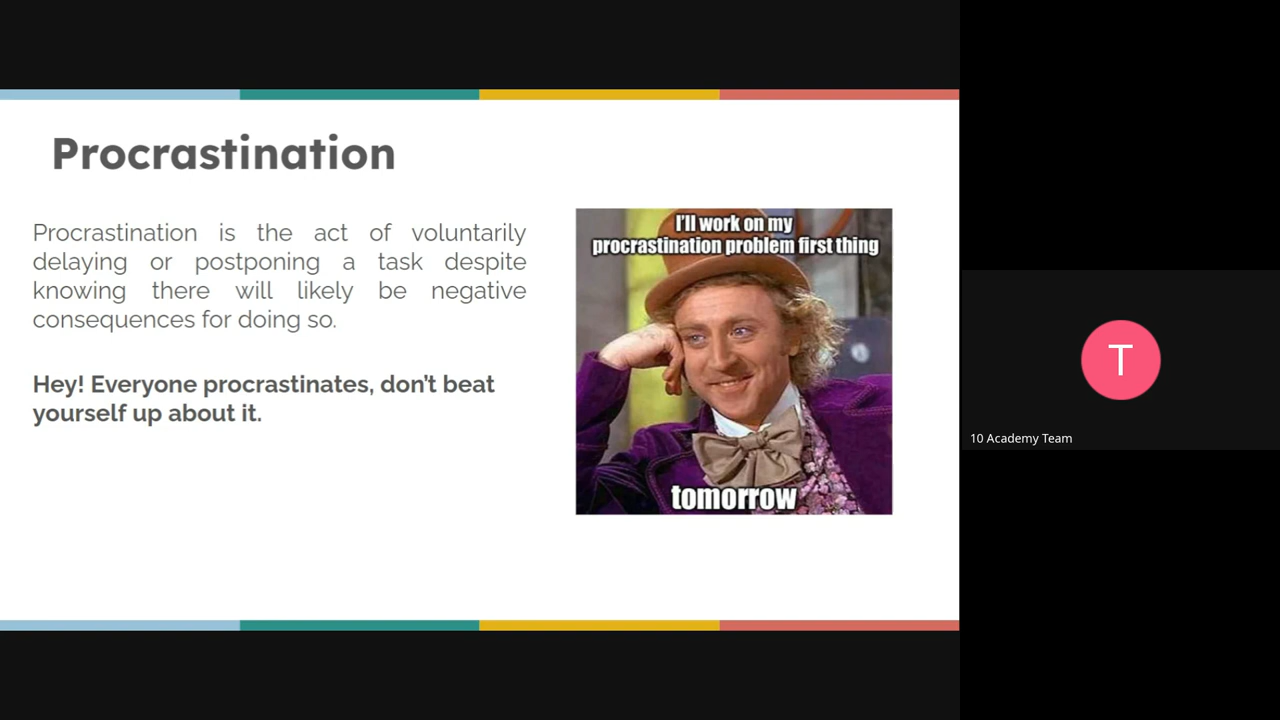 Procrastination
Procrastination is the act of voluntarily
delaying or postponing a task despite
knowing there will likely be negative
consequences for doing so.
Hey! Everyone procrastinates, don't beat
yourself up about it.
I'll work on my
procrastination problem first thing
tomorrow
T
10 Academy Team